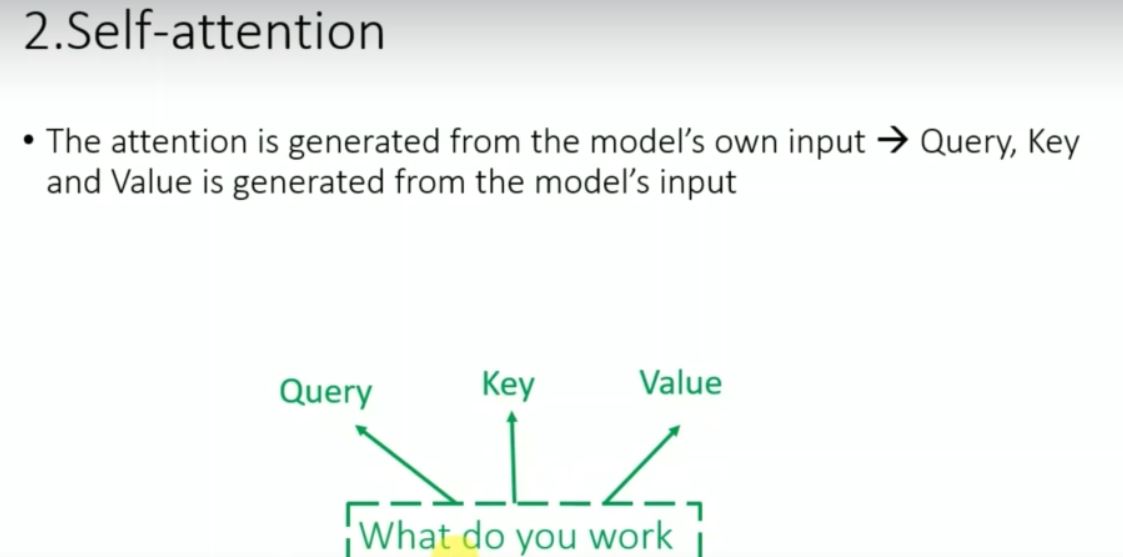 2.Self-attention
• The attention is generated from the model’s own input → Query, Key
and Value is generated from the model’s input
Query Key Value
What do you work